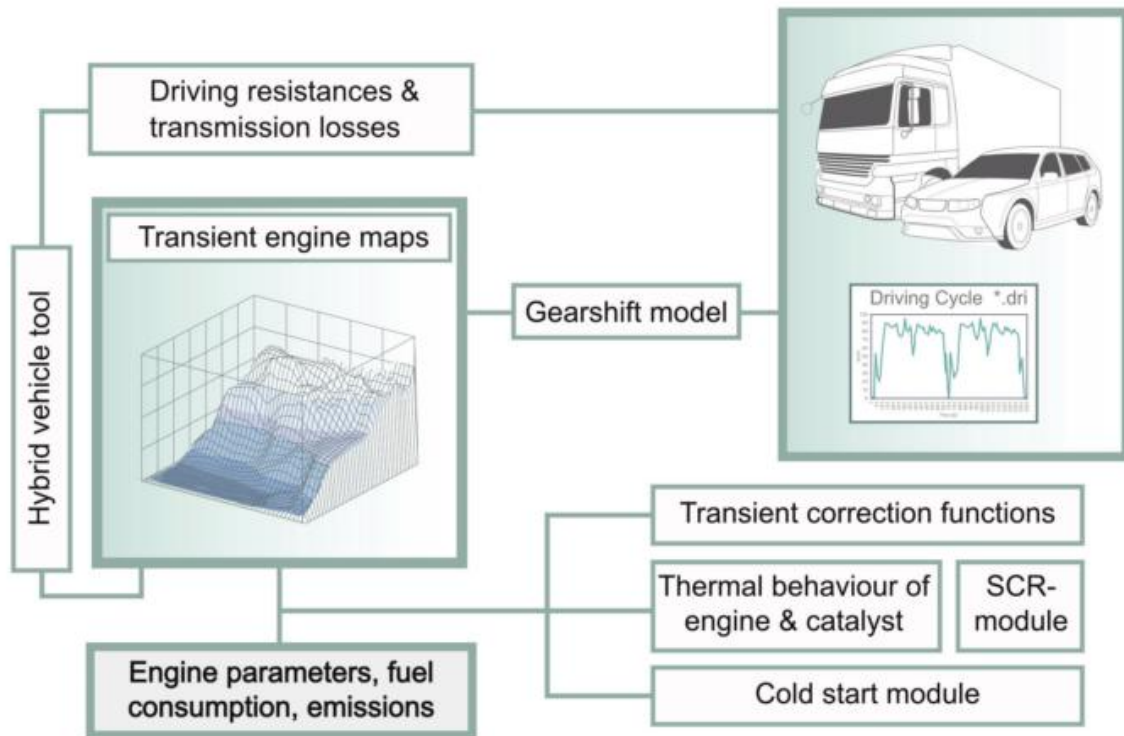 Driving resistances &
transmission losses
Transient engine maps
Hybrid vehicle tool
Gearshift model
Driving Cycle *.dri
Transient correction functions
Thermal behaviour of
engine & catalyst
SCR-
module
Cold start module
Engine parameters, fuel
consumption, emissions